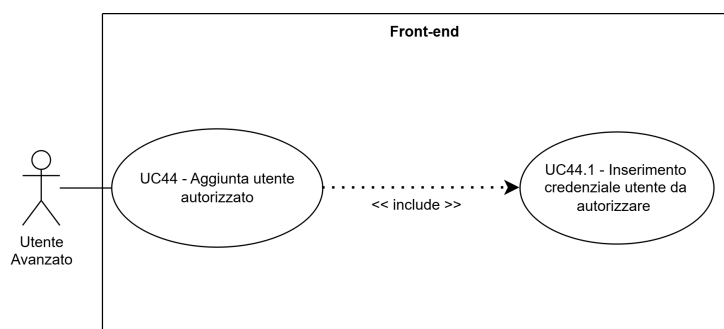 Front-end
UC44 - Aggiunta utente
autorizzato
UC44.1 - Inserimento
credenziale utente da
autorizzare
<< include >>
Utente
Avanzato